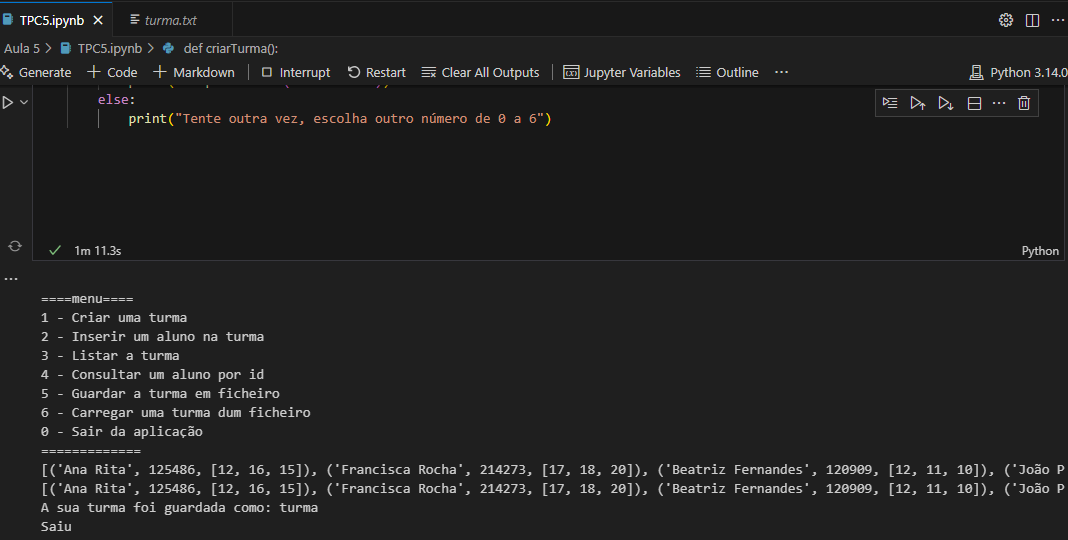 TPC5.ipynb turma.txt
Aula 5 > TPC5.ipynb > def criarTurma():
Generate + Code + Markdown Interrupt Restart Clear All Outputs Jupyter Variables Outline ... Python 3.14.0
else:
print("Tente outra vez, escolha outro número de 0 a 6")
1m 11.3s Python
...
====menu====
1 - Criar uma turma
2 - Inserir um aluno na turma
3 - Listar a turma
4 - Consultar um aluno por id
5 - Guardar a turma em ficheiro
6 - Carregar uma turma dum ficheiro
0 - Sair da aplicação
=============
[('Ana Rita', 125486, [12, 16, 15]), ('Francisca Rocha', 214273, [17, 18, 20]), ('Beatriz Fernandes', 120909, [12, 11, 10]), ('João P
[('Ana Rita', 125486, [12, 16, 15]), ('Francisca Rocha', 214273, [17, 18, 20]), ('Beatriz Fernandes', 120909, [12, 11, 10]), ('João P
A sua turma foi guardada como: turma
Saiu